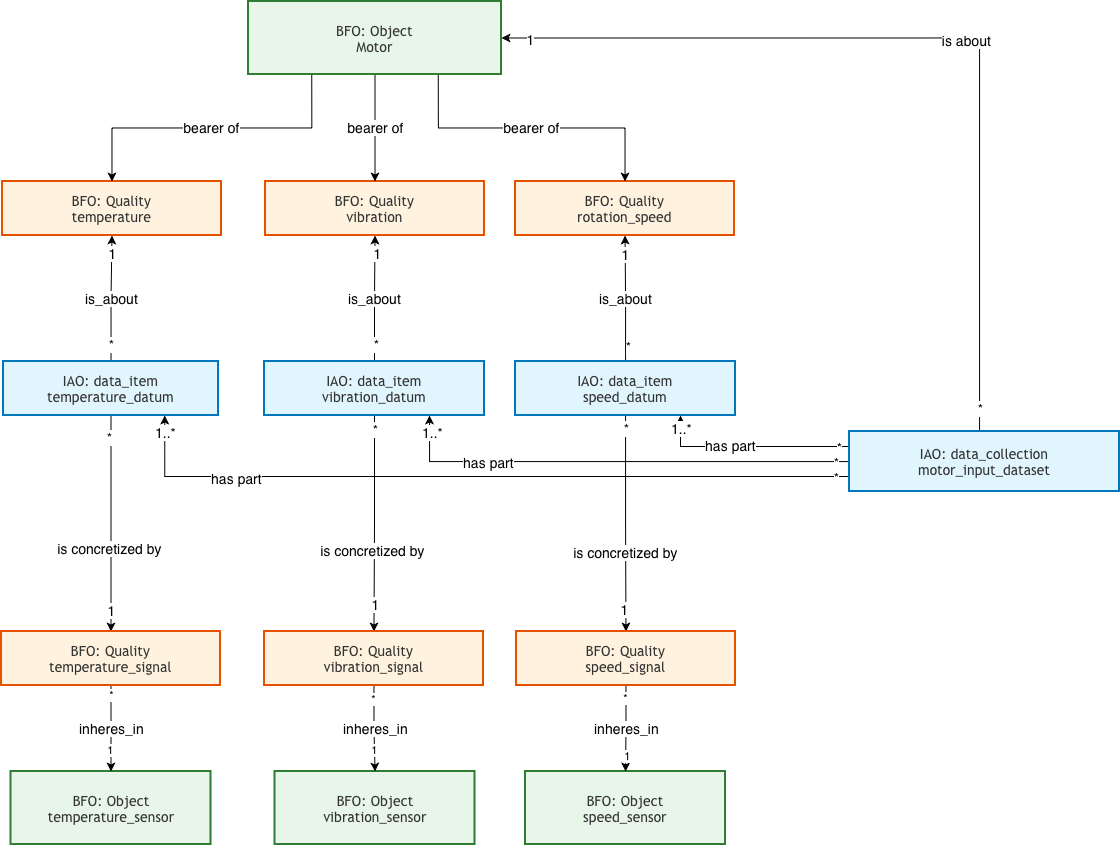 BFO: Object
Motor
1
is about
bearer of
bearer of
bearer of
BFO: Quality
temperature
BFO: Quality
vibration
BFO: Quality
rotation_speed
1
1
1
is_about
is_about
is_about
*
*
*
IAO: data_item
temperature_datum
IAO: data_item
vibration_datum
IAO: data_item
speed_datum
*
*
*
*
1..*
1..*
1..*
has part
*
has part
*
has part
*
IAO: data_collection
motor_input_dataset
is concretized by
is concretized by
is concretized by
1
1
1
BFO: Quality
temperature_signal
BFO: Quality
vibration_signal
BFO: Quality
speed_signal
*
*
*
inheres_in
inheres_in
inheres_in
1
1
1
BFO: Object
temperature_sensor
BFO: Object
vibration_sensor
BFO: Object
speed_sensor